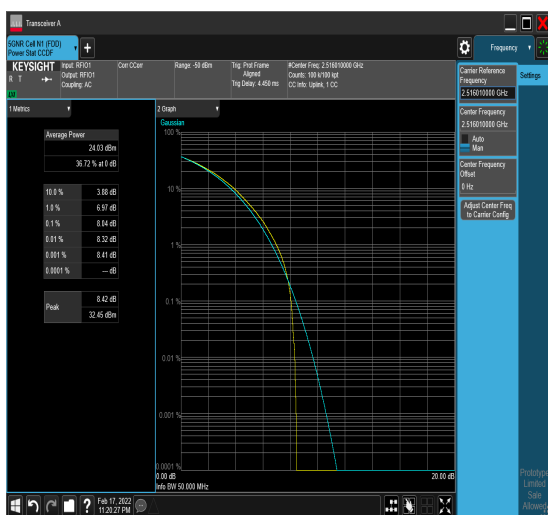 Transceiver A
5GNR Cell N1 (FDD)
Power Stat CCDF
+
Frequency
KEYSIGHT
R T
LXI
Input: RFIO1
Output: RFIO1
Coupling: AC
Corr CCorr
Range: -50 dBm
Trig: Prot Frame
Aligned
Trig Delay: 4.450 ms
#Center Freq: 2.516010000 GHz
Counts: 100 k/100 kpt
CC Info: Uplink, 1 CC
Carrier Reference
Frequency
2.516010000 GHz
Settings
Center Frequency
2.516010000 GHz
Auto
Man
Center Frequency
Offset
0 Hz
Adjust Center Freq
to Carrier Config
1 Metrics
Average Power
24.03 dBm
36.72 % at 0 dB
10.0 % 3.88 dB
1.0 % 6.97 dB
0.1 % 8.04 dB
0.01 % 8.32 dB
0.001 % 8.41 dB
0.0001 % --- dB
Peak
8.42 dB
32.45 dBm
2 Graph
Gaussian
100 %
10 %
1 %
0.1 %
0.01 %
0.001 %
0.0001 %
0.00 dB
20.00 dB
Info BW 50.000 MHz
Prototype
Limited
Sale
Allowed
?
Feb 17, 2022
11:20:27 PM